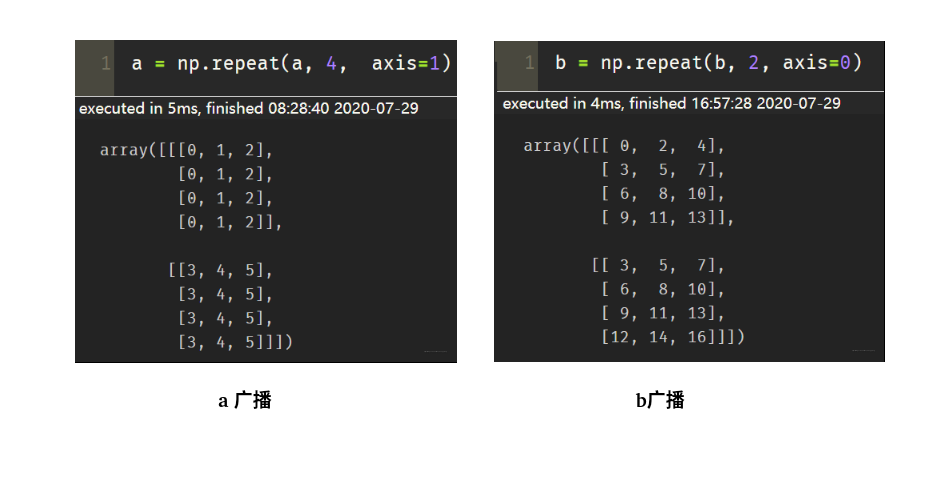 1 a = np.repeat(a, 4, axis=1)
executed in 5ms, finished 08:28:40 2020-07-29
array([[[0, 1, 2],
[0, 1, 2],
[0, 1, 2],
[0, 1, 2]],
[[3, 4, 5],
[3, 4, 5],
[3, 4, 5],
[3, 4, 5]]])
a 广播
1 b = np.repeat(b, 2, axis=0)
executed in 4ms, finished 16:57:28 2020-07-29
array([[[ 0, 2, 4],
[ 3, 5, 7],
[ 6, 8, 10],
[ 9, 11, 13]],
[[ 3, 5, 7],
[ 6, 8, 10],
[ 9, 11, 13],
[12, 14, 16]]])
b广播